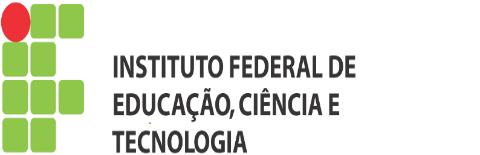 INSTITUTO FEDERAL DE
EDUCAÇÃO, CIÊNCIA E
TECNOLOGIA